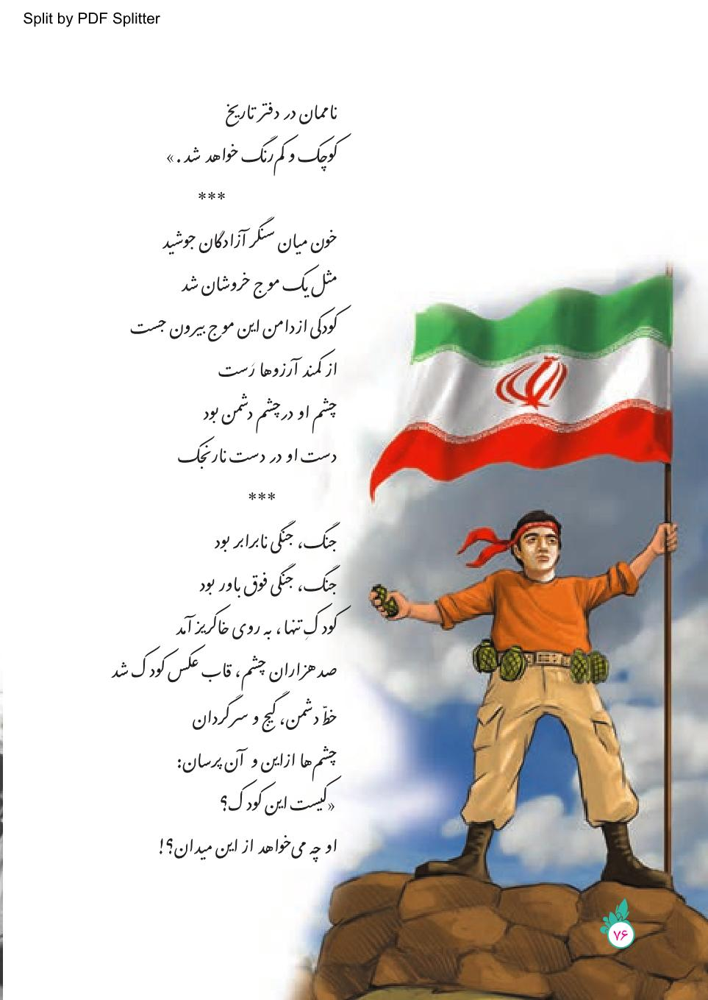 Split by PDF Splitter
ناممان در دفتر تاریخ
کوچک و کم رنگ خواهد شد .»
***
خون میان سنگر آزادگان جوشید
مثل یک موج خروشان شد
کودکی از دامن این موج بیرون جست
از کمند آرزوها رَست
چشم او در چشم دشمن بود
دست او در دست نارنجک
***
جنگ، جنگی نابرابر بود
جنگ، جنگی فوق باور بود
کودکِ تنها، به روی خاکریز آمد
صد هزاران چشم، قاب عکس کودک شد
خطّ دشمن، گیج و سرگردان
چشم‌ها از این و آن پرسان:
«کیست این کودک؟
او چه می‌خواهد از این میدان؟!
۷۶